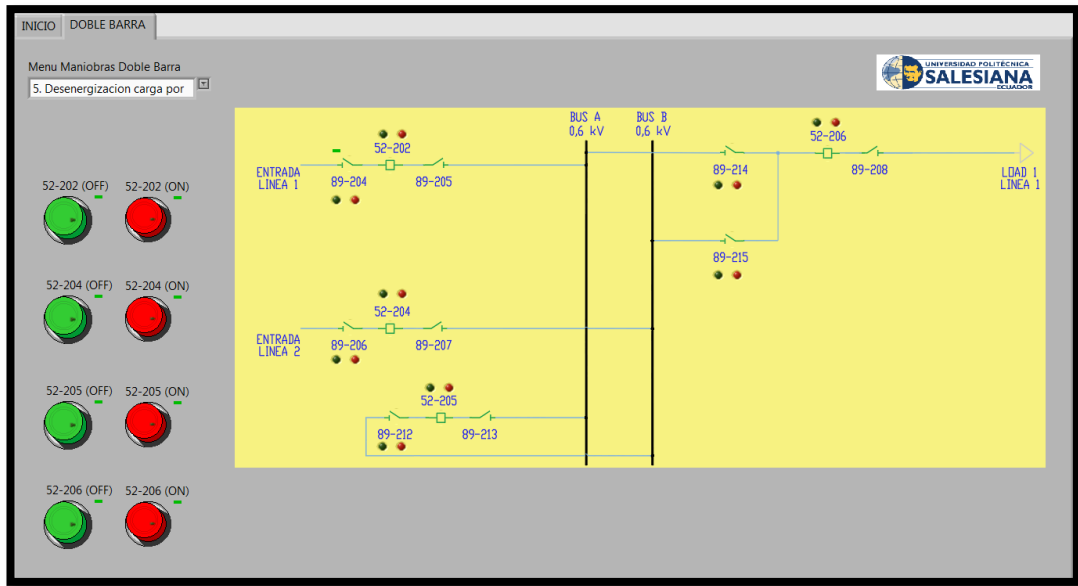 INICIO
DOBLE BARRA
Menu Maniobras Doble Barra
5. Desenergizacion carga por
UNIVERSIDAD POLITÉCNICA
SALESIANA
ECUADOR
52-202 (OFF)
52-202 (ON)
52-204 (OFF)
52-204 (ON)
52-205 (OFF)
52-205 (ON)
52-206 (OFF)
52-206 (ON)
BUS A
0,6 kV
BUS B
0,6 kV
52-202
ENTRADA
LINEA 1
89-204
89-205
52-206
89-214
89-208
LOAD 1
LINEA 1
89-215
52-204
ENTRADA
LINEA 2
89-206
89-207
52-205
89-212
89-213